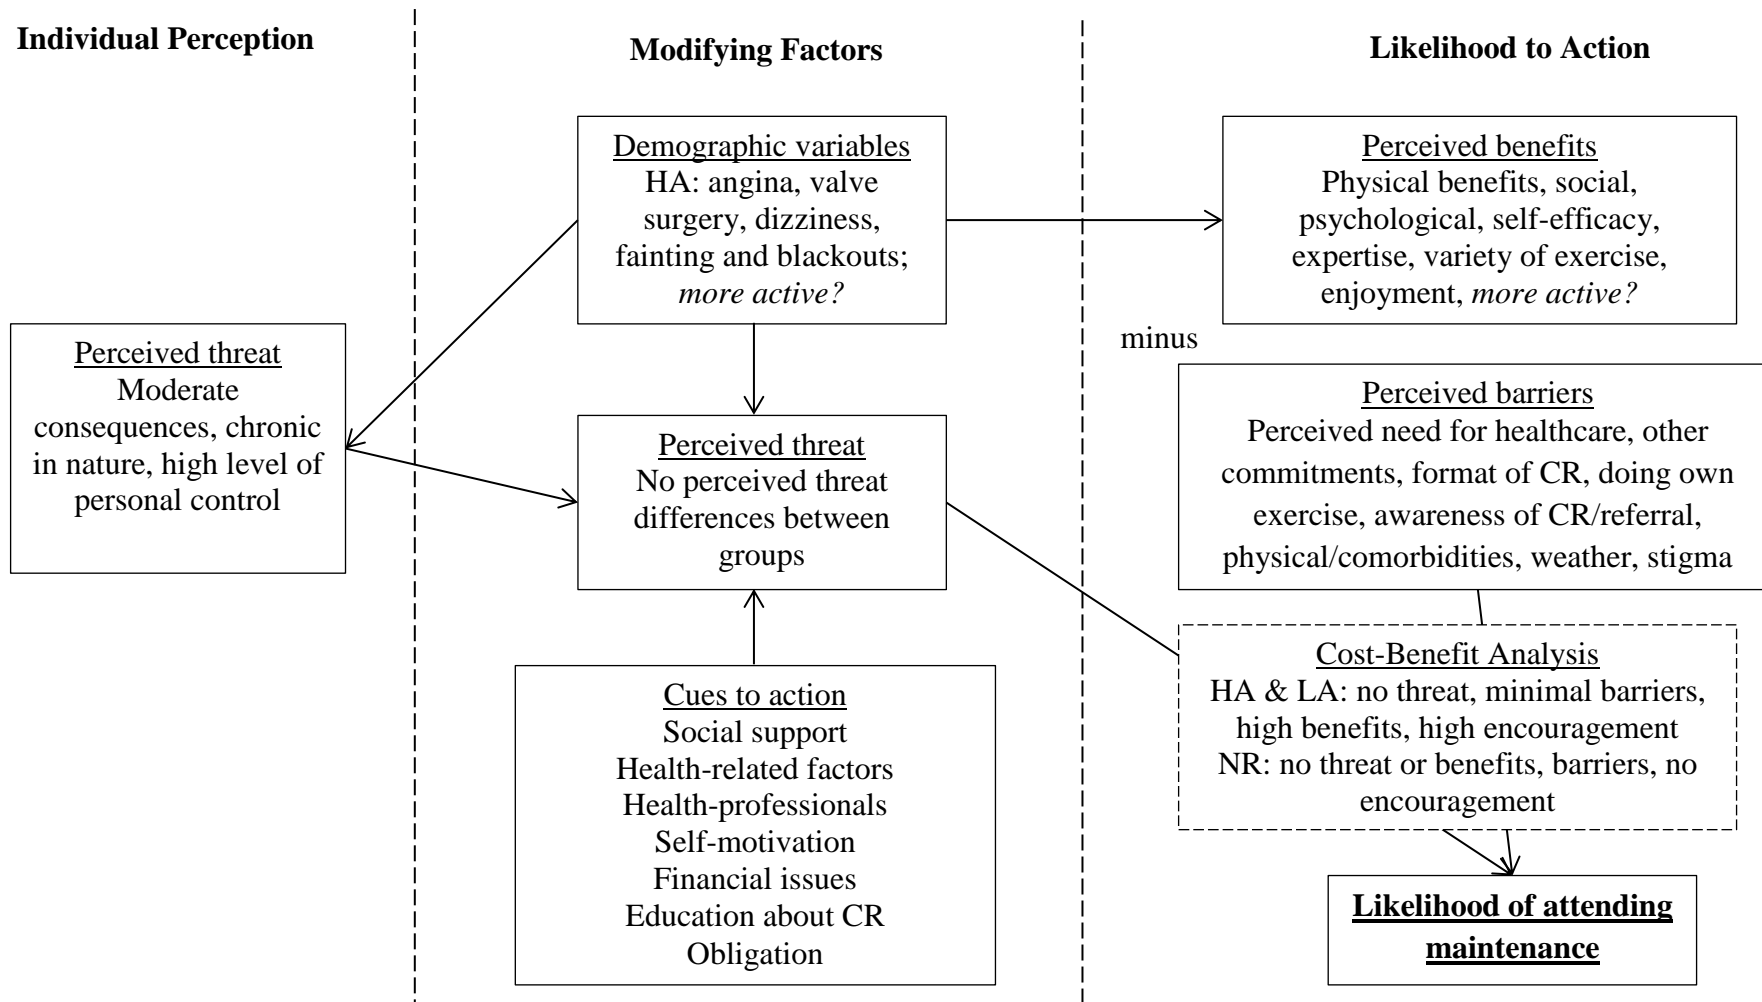 Individual Perception
Modifying Factors
Likelihood to Action
Demographic variables
HA: angina, valve
surgery, dizziness,
fainting and blackouts;
more active?
Perceived benefits
Physical benefits, social,
psychological, self-efficacy,
expertise, variety of exercise,
enjoyment, more active?
minus
Perceived threat
Moderate
consequences, chronic
in nature, high level of
personal control
Perceived threat
No perceived threat
differences between
groups
Perceived barriers
Perceived need for healthcare, other
commitments, format of CR, doing own
exercise, awareness of CR/referral,
physical/comorbidities, weather, stigma
Cues to action
Social support
Health-related factors
Health-professionals
Self-motivation
Financial issues
Education about CR
Obligation
Cost-Benefit Analysis
HA & LA: no threat, minimal barriers,
high benefits, high encouragement
NR: no threat or benefits, barriers, no
encouragement
Likelihood of attending
maintenance